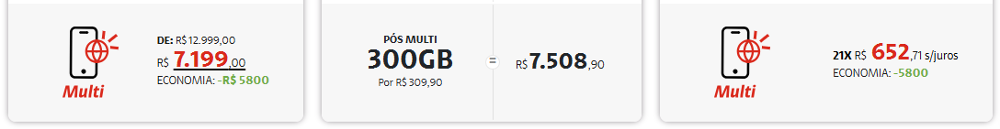 Multi
DE: R$ 12.999,00
R$ 7.199,00
ECONOMIA: -R$ 5800
PÓS MULTI
300GB
Por R$ 309,90
=
R$ 7.508,90
Multi
21X R$ 652,71 s/juros
ECONOMIA: -5800